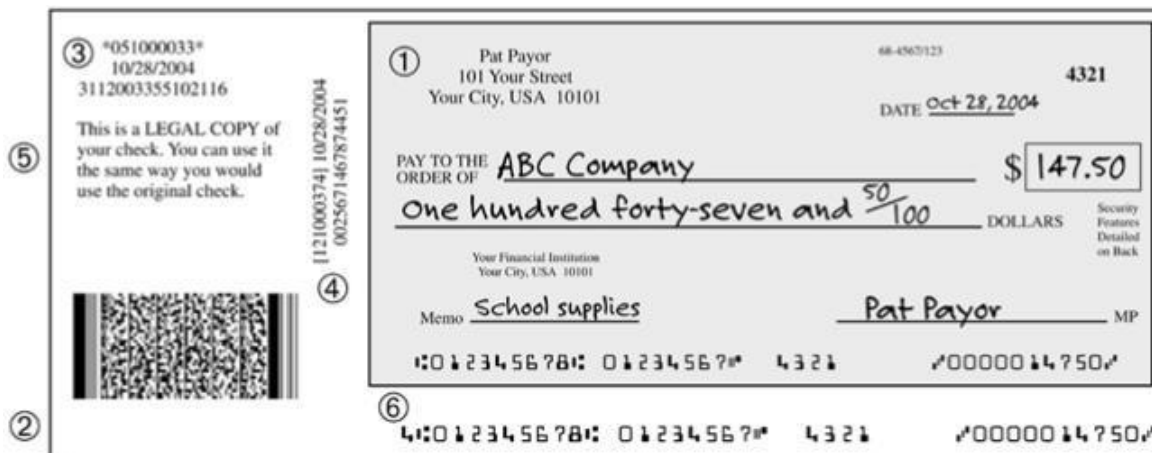 ③ *051000033*
10/28/2004
3112003355102116
This is a LEGAL COPY of
your check. You can use it
the same way you would
use the original check.
⑤
[121000374] 10/28/2004
0025671467874451
④
②
① Pat Payor
101 Your Street
Your City, USA 10101
68-4567/123
4321
DATE Oct 28, 2004
PAY TO THE
ORDER OF ABC Company $ 147.50
One hundred forty-seven and 50/100 DOLLARS
Security
Features
Detailed
on Back
Your Financial Institution
Your City, USA 10101
Memo School supplies Pat Payor MP
⑆012345678⑆ 01234567⑈ 4321 ⑇0000014750⑇
⑥
4⑆012345678⑆ 01234567⑈ 4321 ⑇0000014750⑇